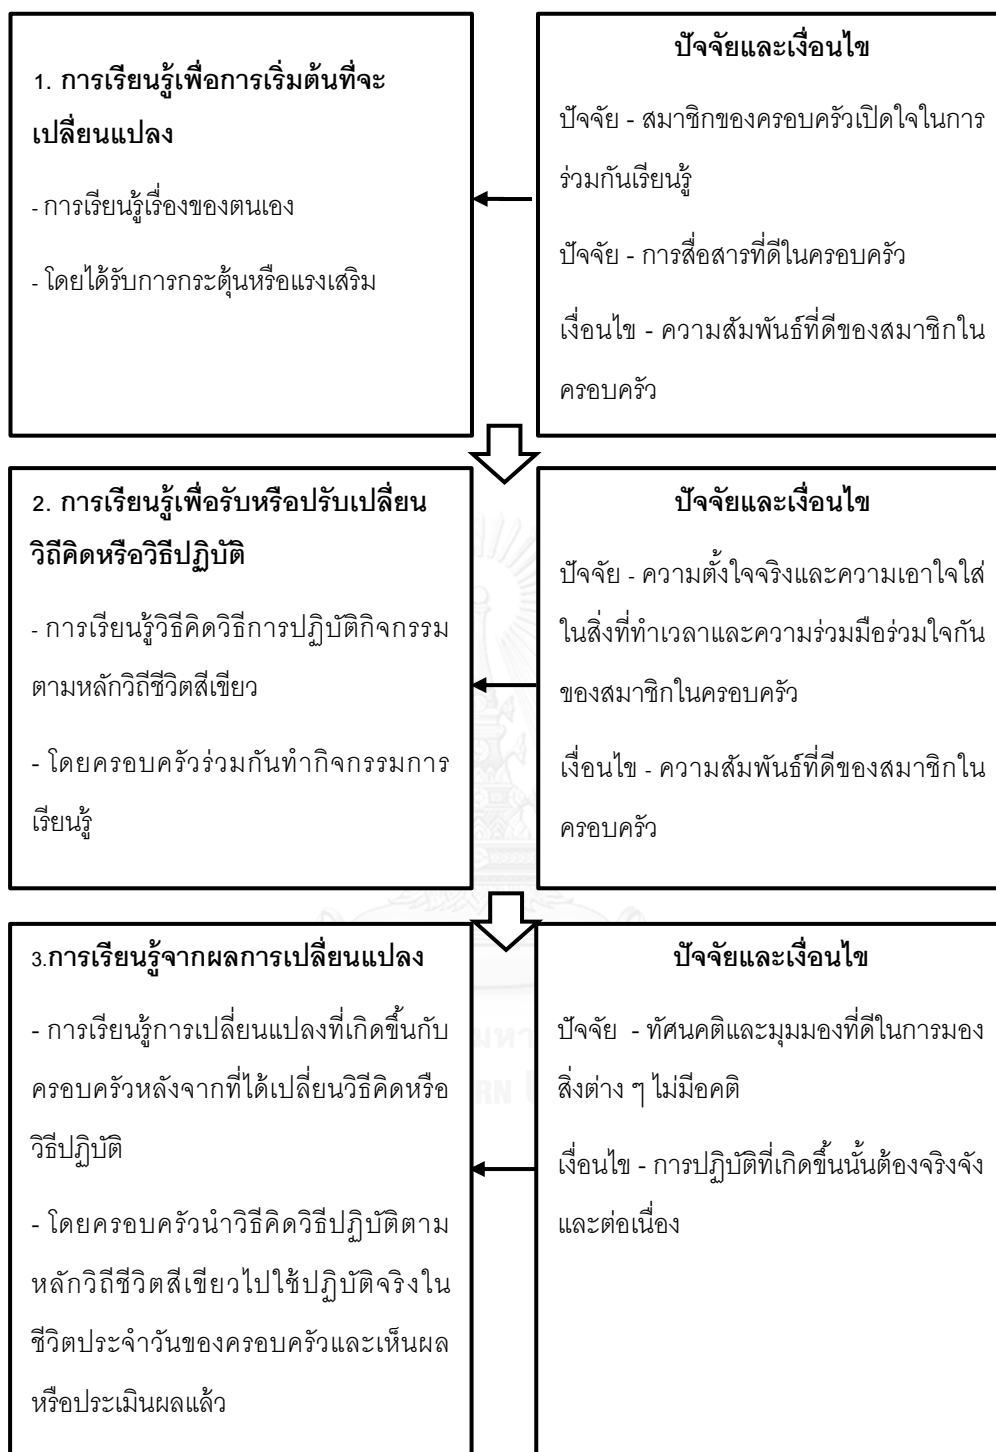 1. การเรียนรู้เพื่อการเริ่มต้นที่จะ
เปลี่ยนแปลง
- การเรียนรู้เรื่องของตนเอง
- โดยได้รับการกระตุ้นหรือแรงเสริม
ปัจจัยและเงื่อนไข
ปัจจัย - สมาชิกของครอบครัวเปิดใจในการ
ร่วมกันเรียนรู้
ปัจจัย - การสื่อสารที่ดีในครอบครัว
เงื่อนไข - ความสัมพันธ์ที่ดีของสมาชิกใน
ครอบครัว
2. การเรียนรู้เพื่อรับหรือปรับเปลี่ยน
วิถีคิดหรือวิธีปฏิบัติ
- การเรียนรู้วิธีคิดวิธีการปฏิบัติกิจกรรม
ตามหลักวิถีชีวิตสีเขียว
- โดยครอบครัวร่วมกันทำกิจกรรมการ
เรียนรู้
ปัจจัยและเงื่อนไข
ปัจจัย - ความตั้งใจจริงและความเอาใจใส่
ในสิ่งที่ทำเวลาและความร่วมมือร่วมใจกัน
ของสมาชิกในครอบครัว
เงื่อนไข - ความสัมพันธ์ที่ดีของสมาชิกใน
ครอบครัว
3.การเรียนรู้จากผลการเปลี่ยนแปลง
- การเรียนรู้การเปลี่ยนแปลงที่เกิดขึ้นกับ
ครอบครัวหลังจากที่ได้เปลี่ยนวิธีคิดหรือ
วิธีปฏิบัติ
- โดยครอบครัวนำวิธีคิดวิธีปฏิบัติตาม
หลักวิถีชีวิตสีเขียวไปใช้ปฏิบัติจริงใน
ชีวิตประจำวันของครอบครัวและเห็นผล
หรือประเมินผลแล้ว
ปัจจัยและเงื่อนไข
ปัจจัย - ทัศนคติและมุมมองที่ดีในการมอง
สิ่งต่าง ๆ ไม่มีอคติ
เงื่อนไข - การปฏิบัติที่เกิดขึ้นนั้นต้องจริงจัง
และต่อเนื่อง